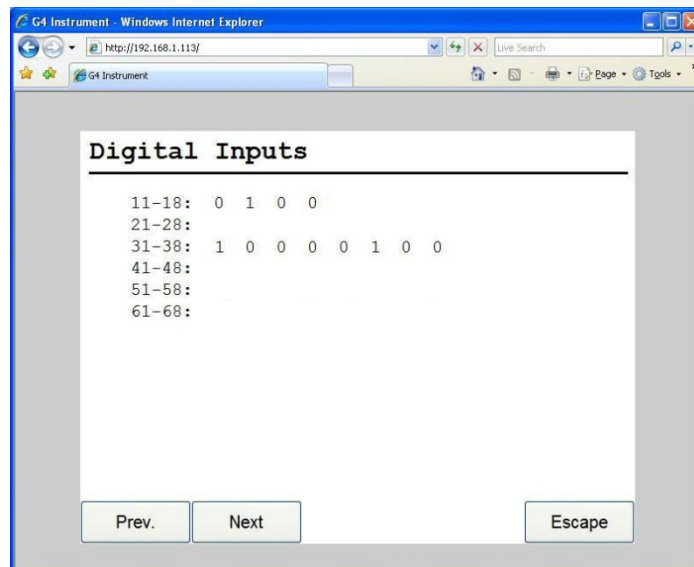 G4 Instrument - Windows Internet Explorer
http://192.168.1.113/
Live Search
G4 Instrument
Page
Tools
Digital Inputs
11-18: 0 1 0 0
21-28:
31-38: 1 0 0 0 0 1 0 0
41-48:
51-58:
61-68:
Prev.
Next
Escape